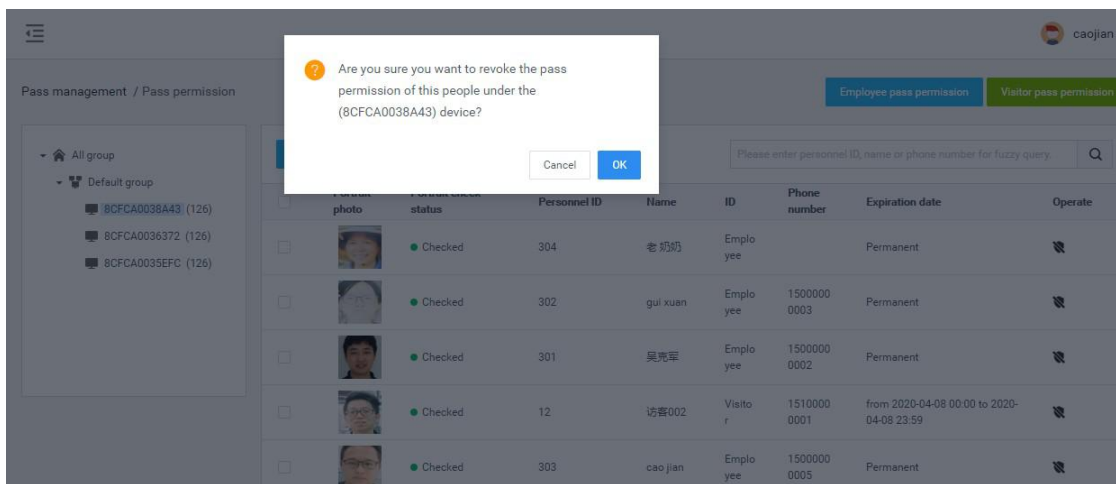 caojian
Are you sure you want to revoke the pass
permission of this people under the
(8CFCA0038A43) device?
Cancel
OK
Pass management / Pass permission
Employee pass permission
Visitor pass permission
All group
Default group
8CFCA0038A43 (126)
8CFCA0036372 (126)
8CFCA0035EFC (126)
Please enter personnel ID, name or phone number for fuzzy query.
Portrait
photo
Portrait check
status
Personnel ID
Name
ID
Phone
number
Expiration date
Operate
Checked
304
老奶奶
Emplo
yee
Permanent
Checked
302
gui xuan
Emplo
yee
1500000
0003
Permanent
Checked
301
吴亮军
Emplo
yee
1500000
0002
Permanent
Checked
12
访客002
Visito
r
1510000
0001
from 2020-04-08 00:00 to 2020-
04-08 23:59
Checked
303
cao jian
Emplo
yee
1500000
0005
Permanent